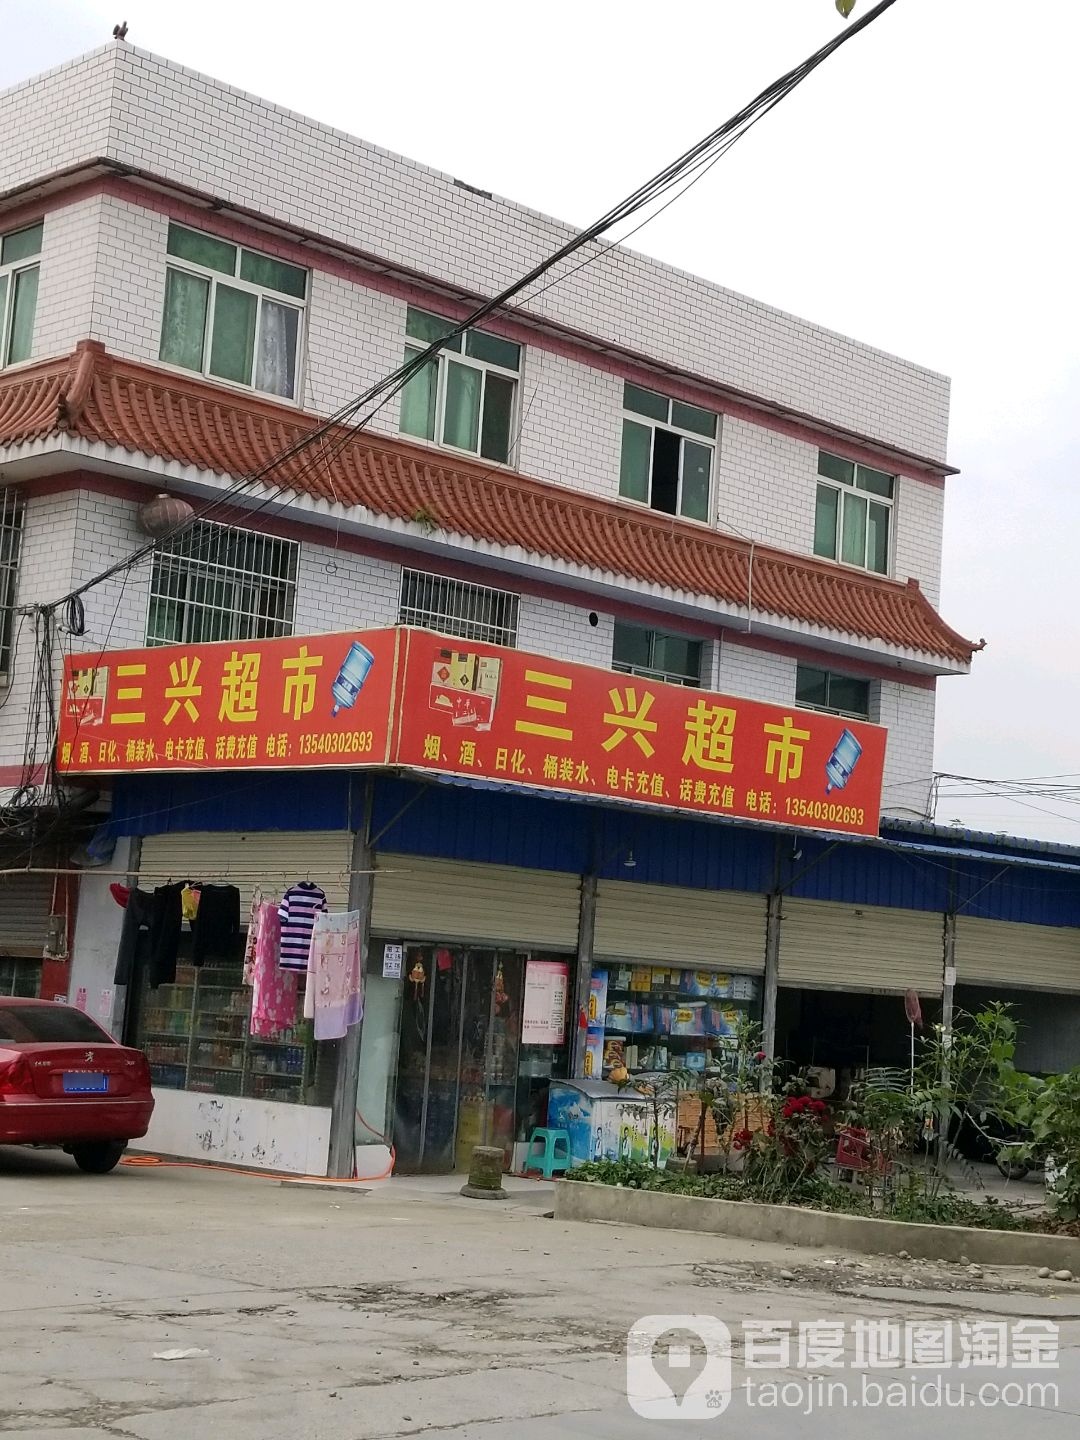 三兴超市
烟、酒、日化、桶装水、电卡充值、话费充值 电话：13540302693
三兴超市
烟、酒、日化、桶装水、电卡充值、话费充值 电话：13540302693
百度地图淘金
taojin.baidu.com